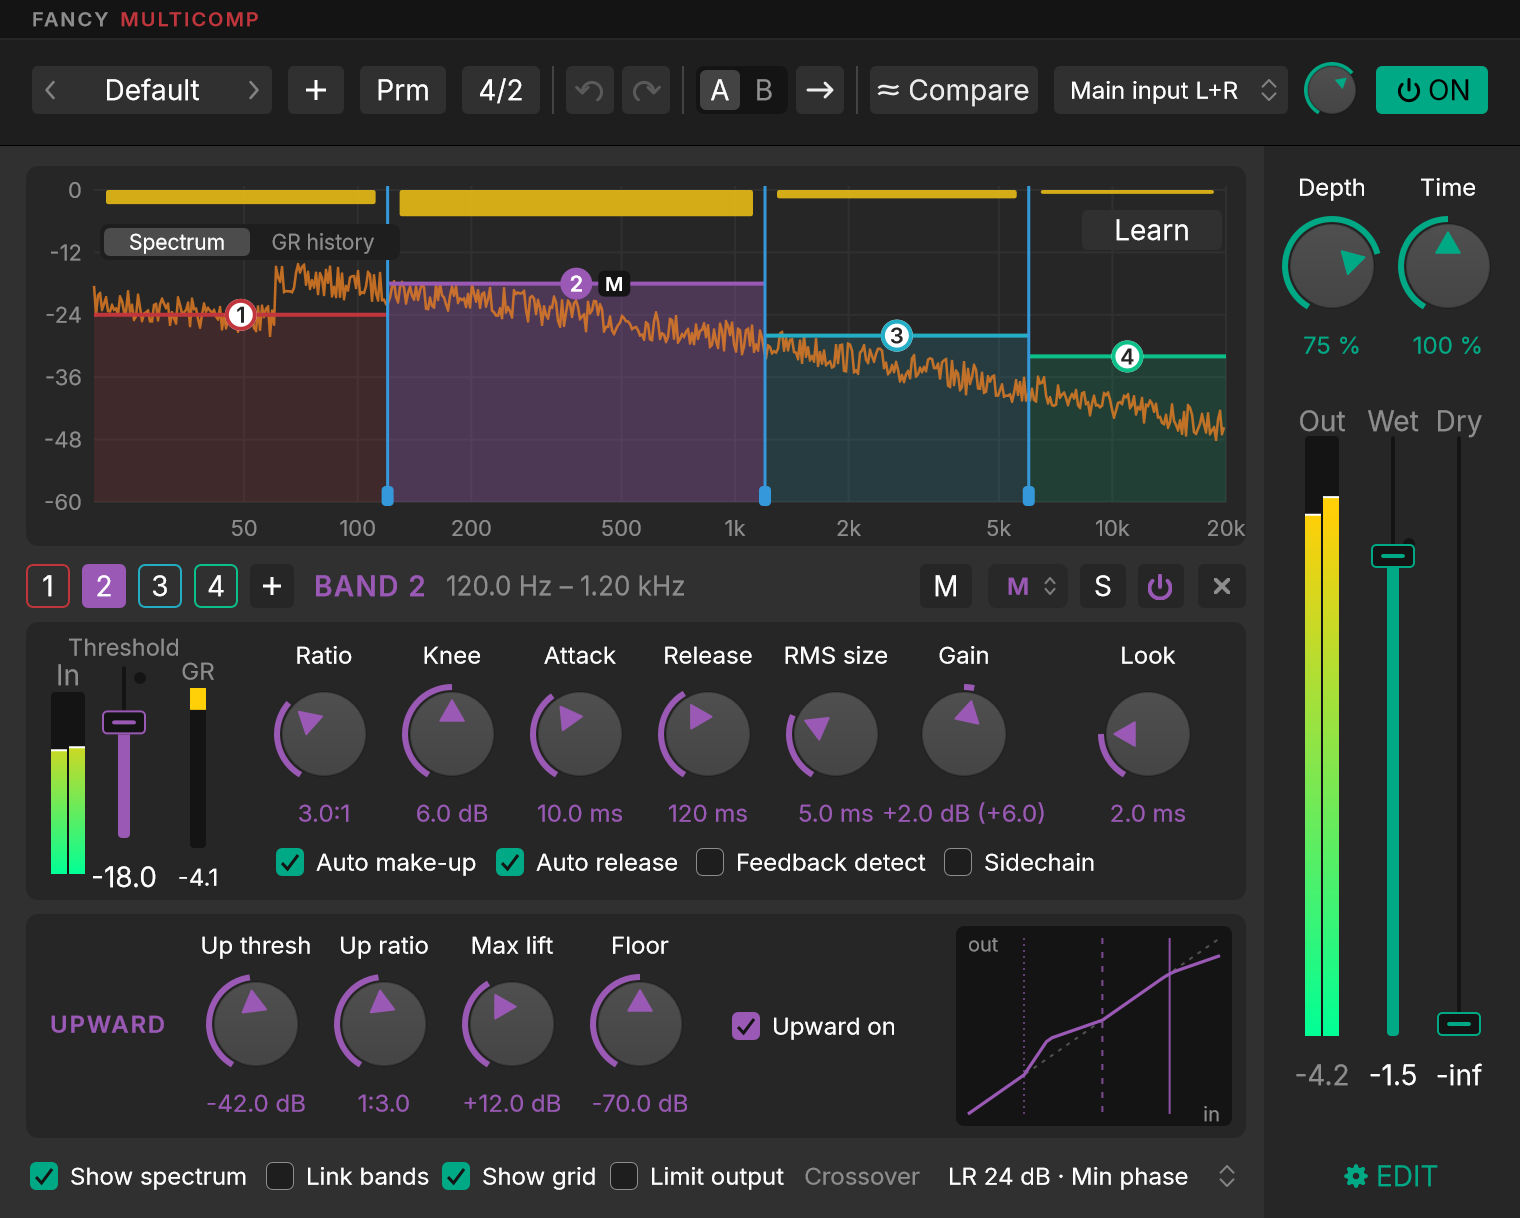 FANCY MULTICOMP
Default + Prm 4/2 A B → ≈ Compare Main input L+R ON
0
-12
-24
-36
-48
-60
Spectrum GR history
Learn
1 2 M 3 4
50 100 200 500 1k 2k 5k 10k 20k
1 2 3 4 + BAND 2 120.0 Hz – 1.20 kHz M M S ×
Threshold
In GR
-18.0 -4.1
Ratio Knee Attack Release RMS size Gain Look
3.0:1 6.0 dB 10.0 ms 120 ms 5.0 ms +2.0 dB (+6.0) 2.0 ms
Auto make-up Auto release Feedback detect Sidechain
UPWARD
Up thresh Up ratio Max lift Floor
-42.0 dB 1:3.0 +12.0 dB -70.0 dB
Upward on
out
in
Show spectrum Link bands Show grid Limit output Crossover LR 24 dB · Min phase
Depth Time
75 % 100 %
Out Wet Dry
-4.2 -1.5 -inf
EDIT